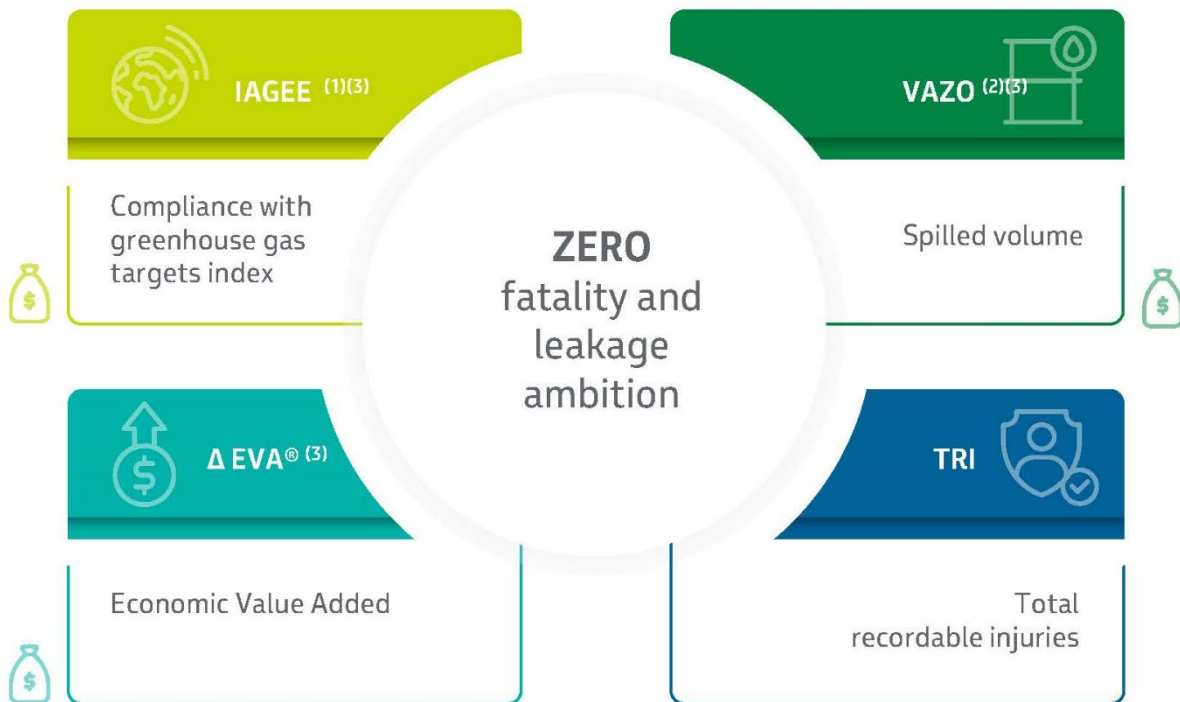 IAGEE (1)(3)
Compliance with
greenhouse gas
targets index
$
VAZO (2)(3)
Spilled volume
$
ZERO
fatality and
leakage
ambition
$
Δ EVA® (3)
Economic Value Added
$
TRI
Total
recordable injuries